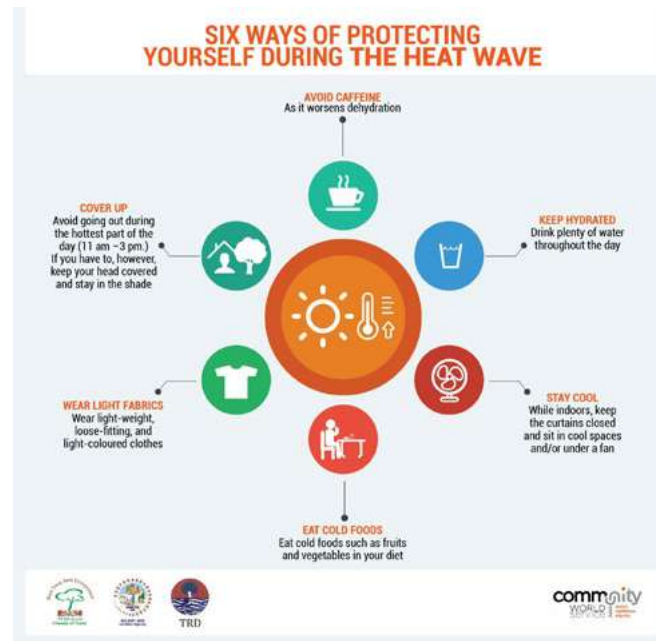 SIX WAYS OF PROTECTING
YOURSELF DURING THE HEAT WAVE
AVOID CAFFEINE
As it worsens dehydration
KEEP HYDRATED
Drink plenty of water
throughout the day
STAY COOL
While indoors, keep
the curtains closed
and sit in cool spaces
and/or under a fan
EAT COLD FOODS
Eat cold foods such as fruits
and vegetables in your diet
WEAR LIGHT FABRICS
Wear light-weight,
loose-fitting, and
light-coloured clothes
COVER UP
Avoid going out during
the hottest part of the
day (11 am –3 pm.)
If you have to, however,
keep your head covered
and stay in the shade
TRD
community
WORLD
SERVICE